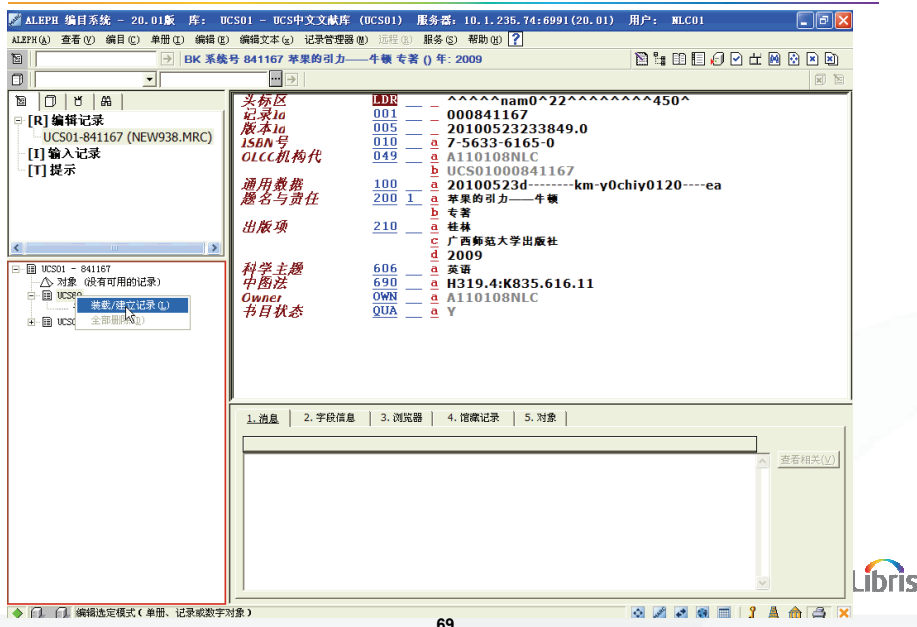 ALEPH 编目系统 - 20.01版 库: UCS01 - UCS中文文献库 (UCS01) 服务器: 10.1.235.74:6991(20.01) 用户: NLC01
ALEPH(A) 查看(V) 编目(C) 单册(I) 编辑(E) 编辑文本(x) 记录管理器(M) 远程(R) 服务(S) 帮助(H) ?
BK 系统号 841167 苹果的引力——牛顿 专著 () 年: 2009
[R] 编辑记录
UCS01-841167 (NEW938.MRC)
[I] 输入记录
[T] 提示
UCS01 - 841167
对象 (没有可用的记录)
UCS60
装载/建立记录(L)
全部删除(D)
头标区 LDR ^^^^^nam0^22^^^^^^^^450^
记录Id 001 000841167
版本Id 005 20100523233849.0
ISBN号 010 a 7-5633-6165-0
OLCC机构代 049 a A110108NLC
b UCS01000841167
通用数据 100 a 20100523d--------km-y0chiy0120----ea
题名与责任 200 1 a 苹果的引力——牛顿
b 专著
出版项 210 a 桂林
c 广西师范大学出版社
d 2009
科学主题 606 a 英语
中图法 690 a H319.4:K835.616.11
Owner OWN a A110108NLC
书目状态 QUA a Y
1. 消息 2. 字段信息 3. 浏览器 4. 馆藏记录 5. 对象
查看相关(V)
编辑选定模式(单册、记录或数字对象)
Libris
69